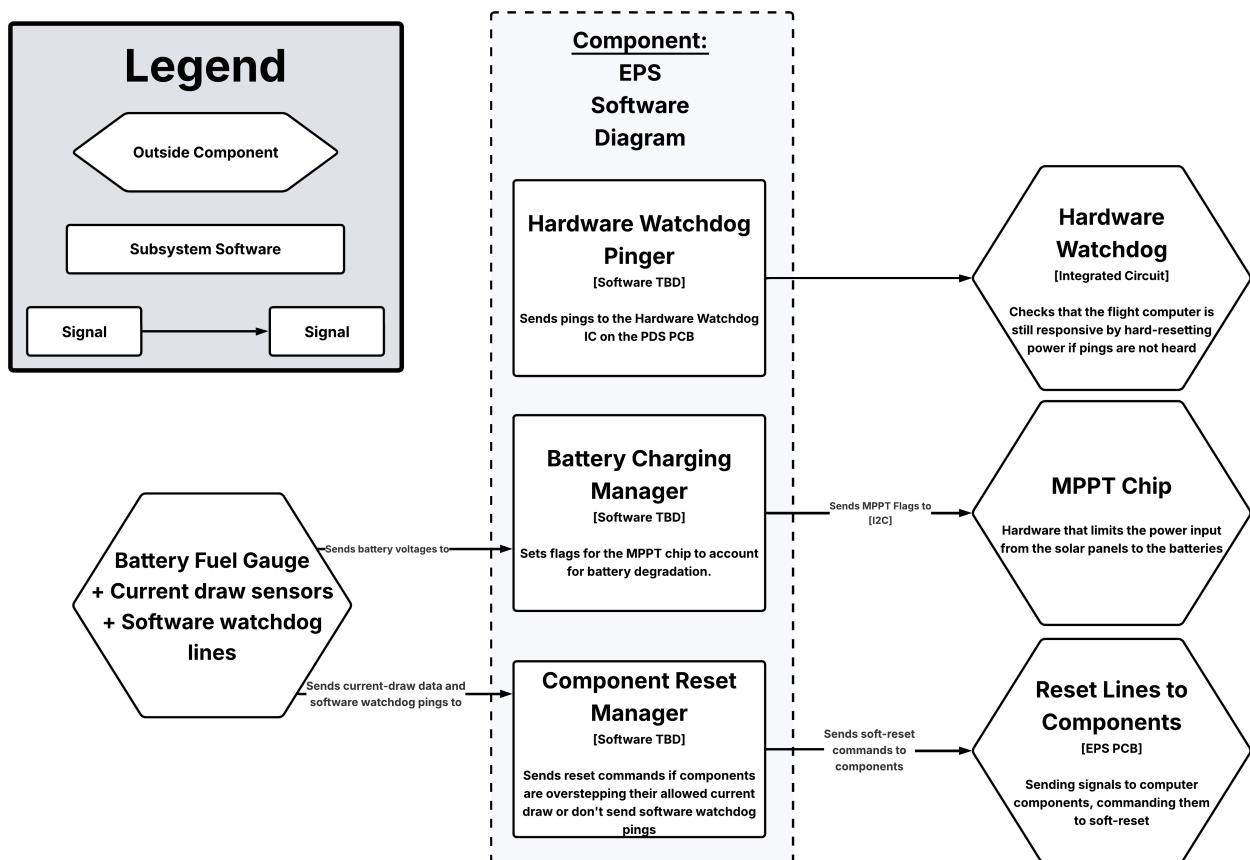 Legend
Outside Component
Subsystem Software
Signal
Signal
Component:
EPS
Software
Diagram
Hardware Watchdog
Pinger
[Software TBD]
Sends pings to the Hardware Watchdog
IC on the PDS PCB
Hardware
Watchdog
[Integrated Circuit]
Checks that the flight computer is
still responsive by hard-resetting
power if pings are not heard
Battery Charging
Manager
[Software TBD]
Sets flags for the MPPT chip to account
for battery degradation.
Sends MPPT Flags to
[I2C]
MPPT Chip
Hardware that limits the power input
from the solar panels to the batteries
Battery Fuel Gauge
+ Current draw sensors
+ Software watchdog
lines
Sends battery voltages to
Sends current-draw data and
software watchdog pings to
Component Reset
Manager
[Software TBD]
Sends reset commands if components
are overstepping their allowed current
draw or don't send software watchdog
pings
Sends soft-reset
commands to
components
Reset Lines to
Components
[EPS PCB]
Sending signals to computer
components, commanding them
to soft-reset